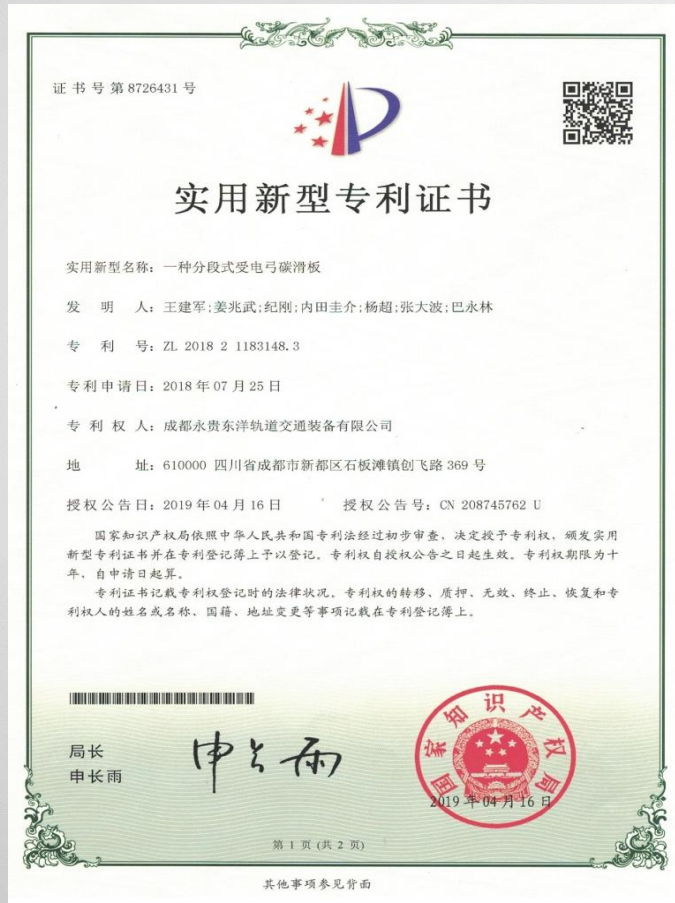 证书号第8726431号
实用新型专利证书
实用新型名称：一种分段式受电弓碳滑板
发明人：王建军;姜兆武;纪刚;内田圭介;杨超;张大波;巴永林
专利号：ZL 2018 2 1183148.3
专利申请日：2018年07月25日
专利权人：成都永贵东洋轨道交通装备有限公司
地址：610000 四川省成都市新都区石板滩镇创飞路369号
授权公告日：2019年04月16日 授权公告号：CN 208745762 U
国家知识产权局依照中华人民共和国专利法经过初步审查，决定授予专利权，颁发实用
新型专利证书并在专利登记簿上予以登记。专利权自授权公告之日起生效。专利权期限为十
年，自申请日起算。
专利证书记载专利权登记时的法律状况。专利权的转移、质押、无效、终止、恢复和专
利权人的姓名或名称、国籍、地址变更等事项记载在专利登记簿上。
局长
申长雨
申长雨
国家知识产权局
2019年04月16日
第 1 页 (共 2 页)
其他事项参见背面